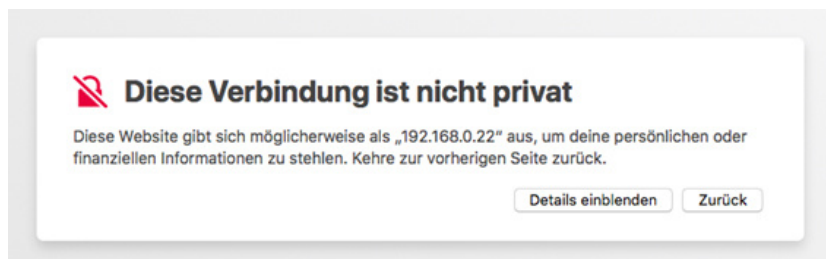 Diese Verbindung ist nicht privat
Diese Website gibt sich möglicherweise als „192.168.0.22“ aus, um deine persönlichen oder
finanziellen Informationen zu stehlen. Kehre zur vorherigen Seite zurück.
Details einblenden Zurück